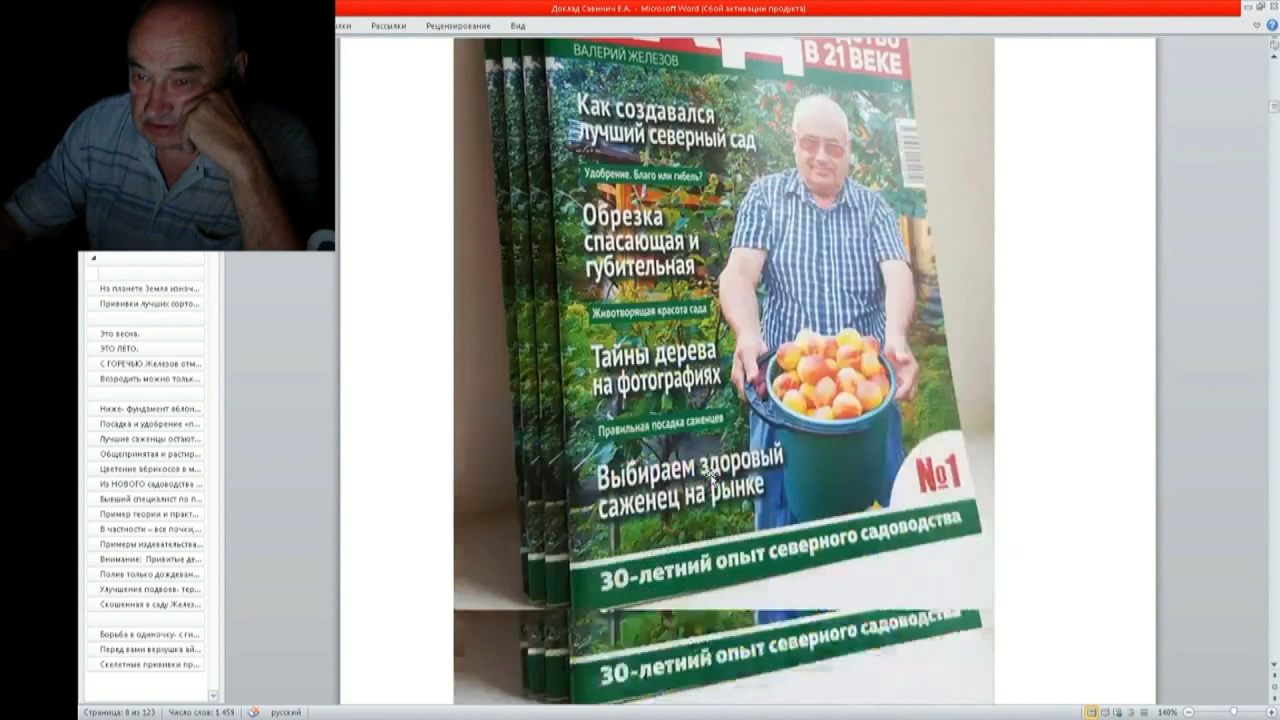 Доклад Савинич Е.А. - Microsoft Word (Сбой активации продукта)
Рассылки
Рецензирование
Вид
В 21 ВЕКЕ
ВАЛЕРИЙ ЖЕЛЕЗОВ
Как создавался
лучший северный сад
Удобрение. Благо или гибель?
Обрезка
спасающая и
губительная
Животворящая красота сада
Тайны дерева
на фотографиях
Правильная посадка саженцев
Выбираем здоровый
саженец на рынке
№1
30-летний опыт северного садоводства
30-летний опыт северного садоводства
На планете Земля изнач...
Прививки лучших сорто...
Это весна.
ЭТО ЛЕТО.
С ГОРЕЧЬЮ Железов отм...
Возродить можно тольк...
Ниже- фундамент яблон...
Посадка и удобрение «п...
Лучшие саженцы остают...
Общепринятая и растир...
Цветение абрикосов в м...
Из НОВОГО садоводства ...
Бывший специалист по п...
Пример теории и практ...
В частности – все почки,...
Примеры издевательства...
Внимание: Привитые де...
Полив только дождеван...
Улучшение подвоев- тер...
Скошенная в саду Желез...
Борьба в одиночку- с ги...
Перед вами верхушка ай...
Скелетные прививки пр...
Страница: 8 из 123
Число слов: 1 459
русский
140%